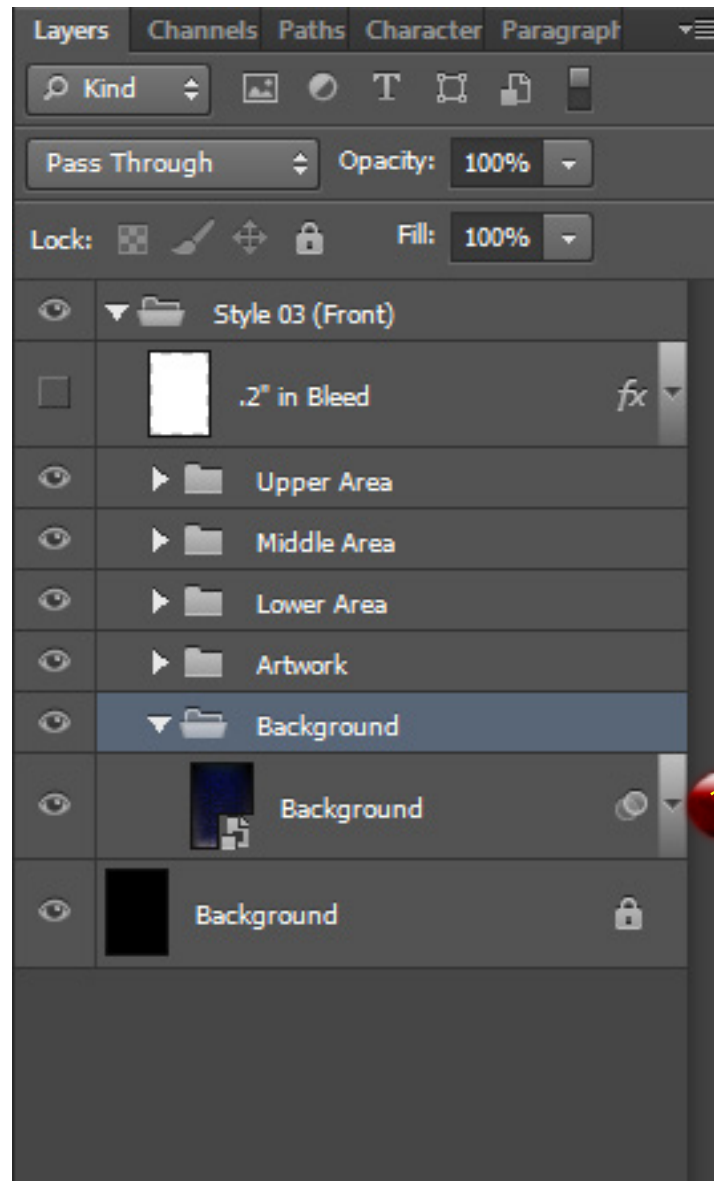 Layers Channels Paths Character Paragraph
Kind T
Pass Through Opacity: 100%
Lock: Fill: 100%
Style 03 (Front)
.2" in Bleed fx
Upper Area
Middle Area
Lower Area
Artwork
Background
Background
Background